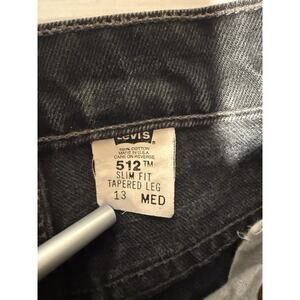 Levi's
100% COTTON
MADE IN U.S.A.
CARE ON REVERSE
512™
SLIM FIT
TAPERED LEG
13 MED